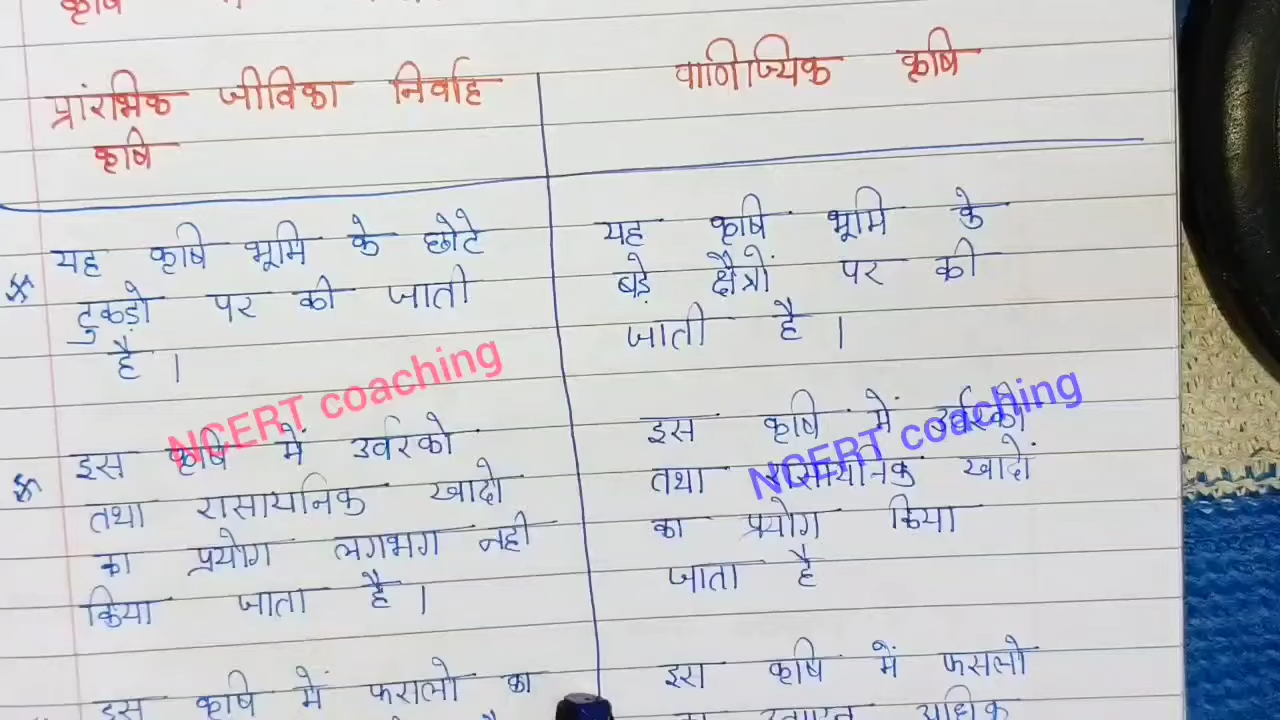 कृषि
प्रांरभिक जीविका निर्वाह
कृषि
यह कृषि भूमि के छोटे
टुकड़ो पर की जाती
है ।
इस कृषि में उर्वरको
तथा रासायनिक खादो
का प्रयोग लगभग नही
किया जाता है ।
इस कृषि में फसलो का
वाणिज्यिक कृषि
यह कृषि भूमि के
बड़े क्षैत्रों पर की
जाती है ।
इस कृषि में उर्वरको
तथा रासायनिक खादों
का प्रयोग किया
जाता है
इस कृषि में फसलो
अधिक
NCERT coaching
NCERT coaching